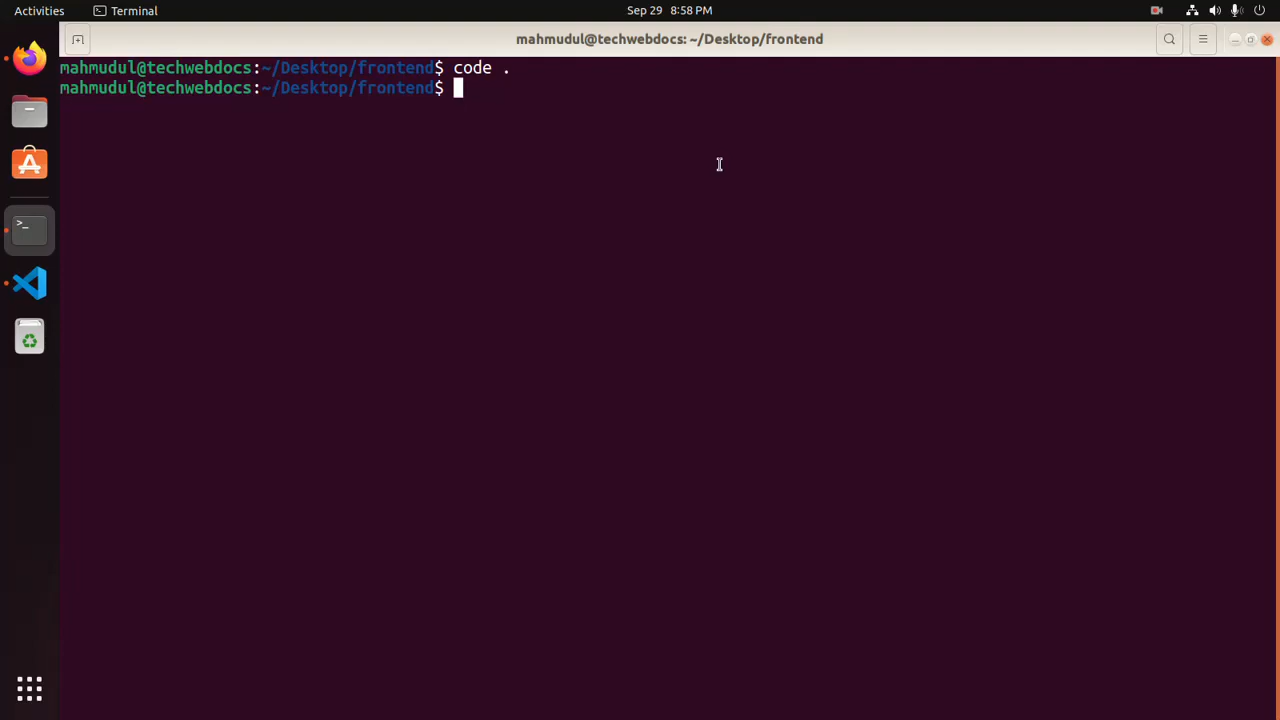 Activities Terminal Sep 29 8:58 PM
mahmudul@techwebdocs: ~/Desktop/frontend
mahmudul@techwebdocs:~/Desktop/frontend$ code .
mahmudul@techwebdocs:~/Desktop/frontend$